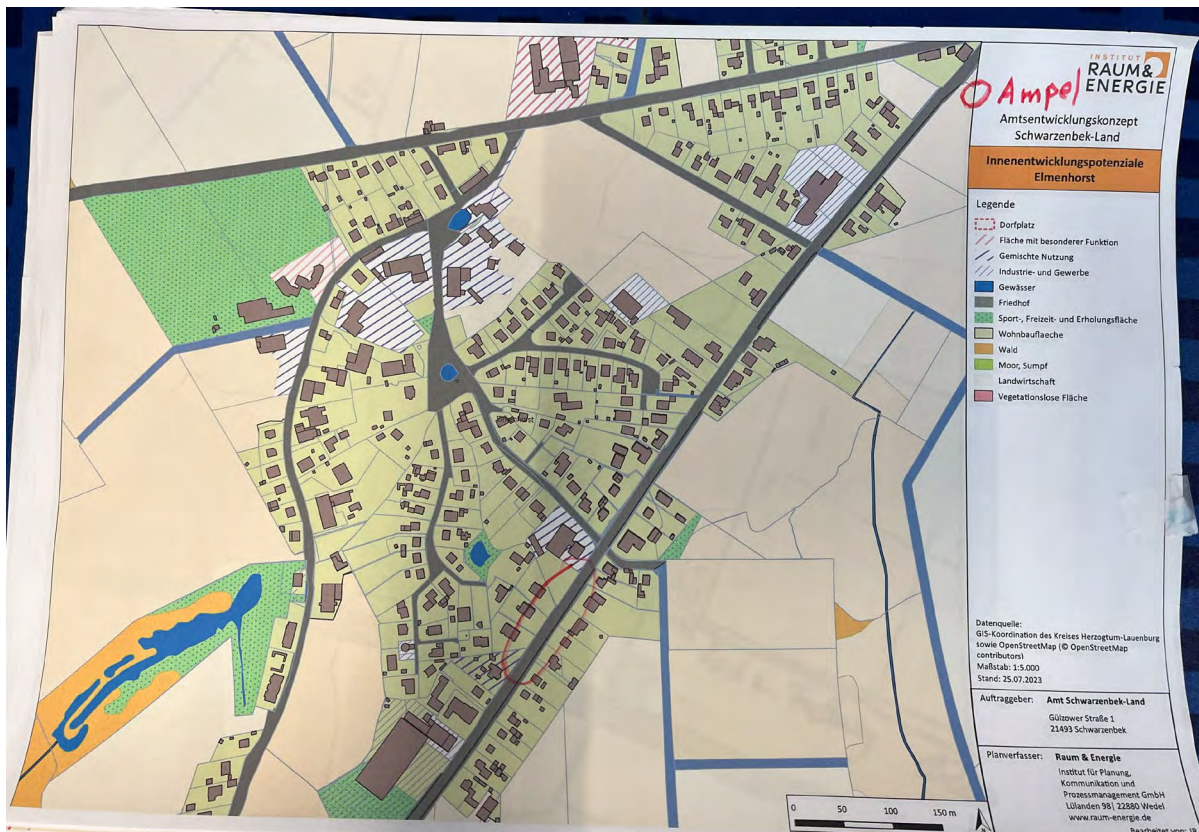 INSTITUT
RAUM&
ENERGIE
O Ampel
Amtsentwicklungskonzept
Schwarzenbek-Land
Innenentwicklungspotenziale
Elmenhorst
Legende
Dorfplatz
Fläche mit besonderer Funktion
Gemischte Nutzung
Industrie- und Gewerbe
Gewässer
Friedhof
Sport-, Freizeit- und Erholungsfläche
Wohnbauflaeche
Wald
Moor, Sumpf
Landwirtschaft
Vegetationslose Fläche
Datenquelle:
GIS-Koordination des Kreises Herzogtum-Lauenburg
sowie OpenStreetMap (© OpenStreetMap
contributors)
Maßstab: 1:5.000
Stand: 25.07.2023
Auftraggeber: Amt Schwarzenbek-Land
Gülzower Straße 1
21493 Schwarzenbek
Planverfasser: Raum & Energie
Institut für Planung,
Kommunikation und
Prozessmanagement GmbH
Lülanden 98| 22880 Wedel
www.raum-energie.de
0 50 100 150 m